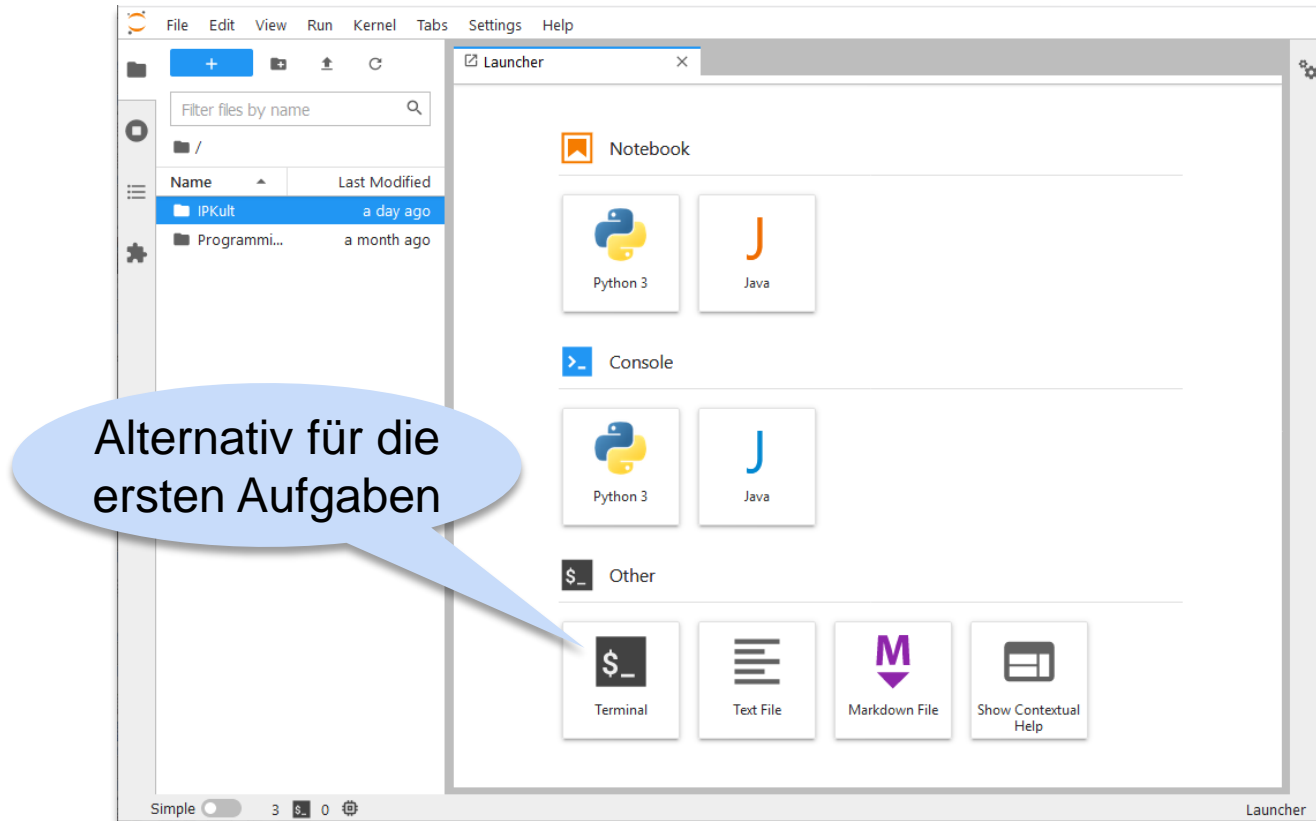 File Edit View Run Kernel Tabs Settings Help
+
Launcher
Filter files by name
/
Name Last Modified
IPKult a day ago
Programmi... a month ago
Notebook
Python 3
J
Java
>_ Console
Python 3
J
Java
Alternativ für die
ersten Aufgaben
$_ Other
$_
Terminal
Text File
M
Markdown File
Show Contextual
Help
Simple 3 $_ 0
Launcher